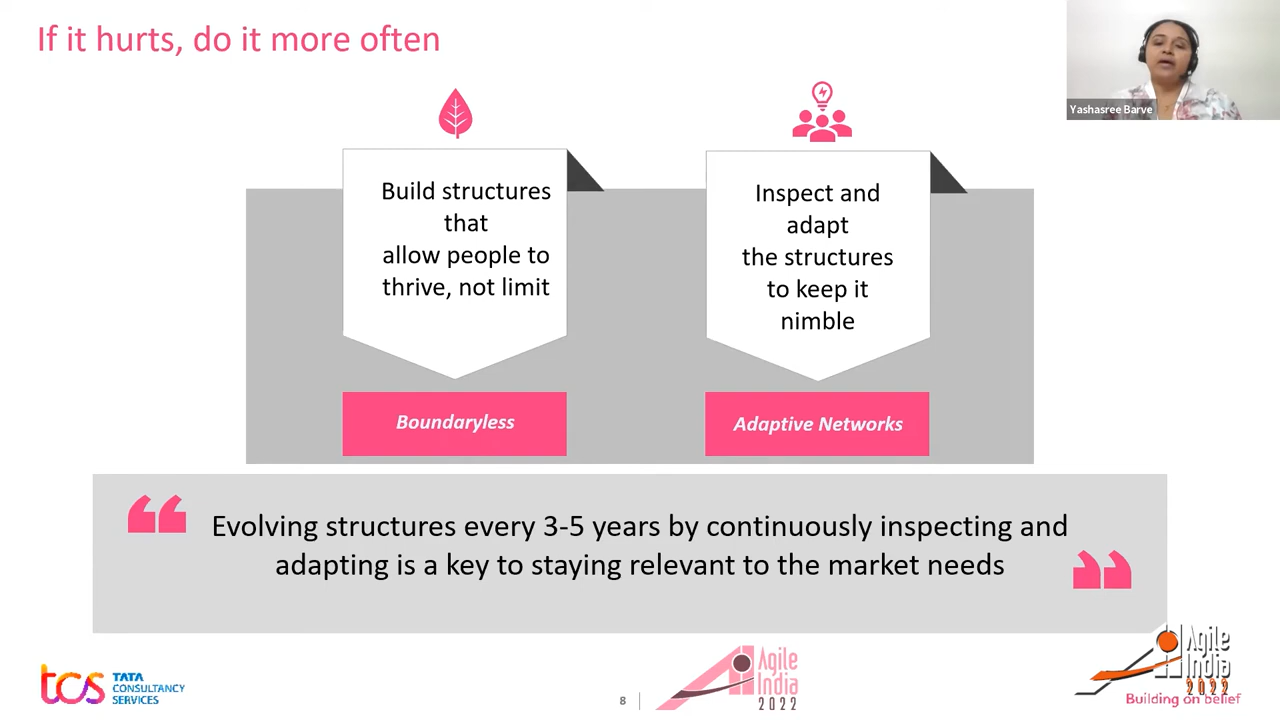 If it hurts, do it more often
Yashasree Barve
Build structures
that
allow people to
thrive, not limit
Inspect and
adapt
the structures
to keep it
nimble
Boundaryless
Adaptive Networks
Evolving structures every 3-5 years by continuously inspecting and
adapting is a key to staying relevant to the market needs
tcs
TATA
CONSULTANCY
SERVICES
8
Agile
India
2022
Agile
India
2022
Building on belief